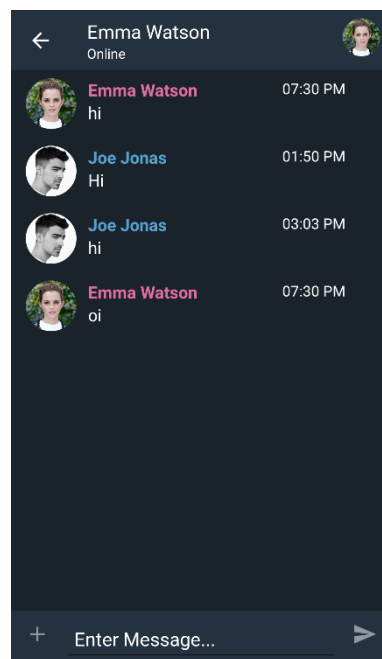 Emma Watson
Online
Emma Watson 07:30 PM
hi
Joe Jonas 01:50 PM
Hi
Joe Jonas 03:03 PM
hi
Emma Watson 07:30 PM
oi
Enter Message...